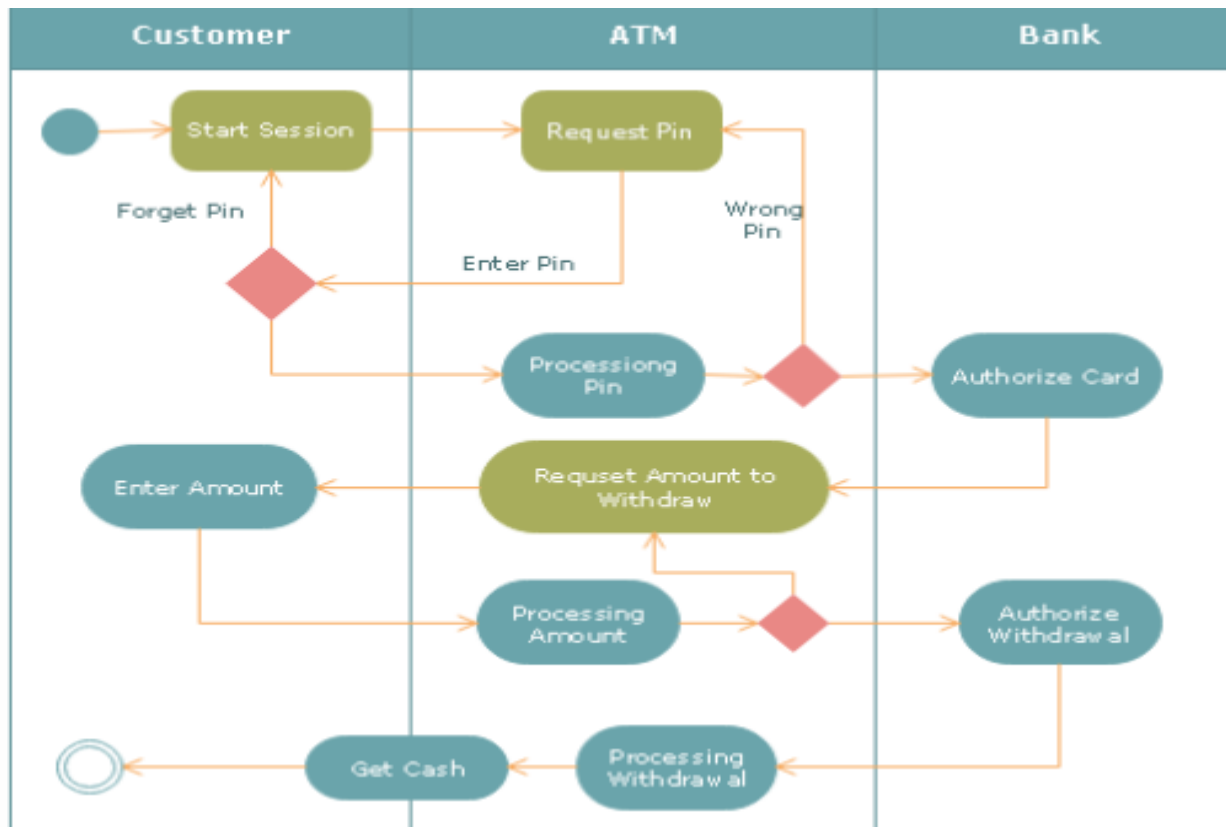 Customer
ATM
Bank
Start Session
Request Pin
Forget Pin
Wrong
Pin
Enter Pin
Processiong
Pin
Authorize Card
Enter Amount
Requset Amount to
Withdraw
Processing
Amount
Authorize
Withdrawal
Get Cash
Processing
Withdrawal